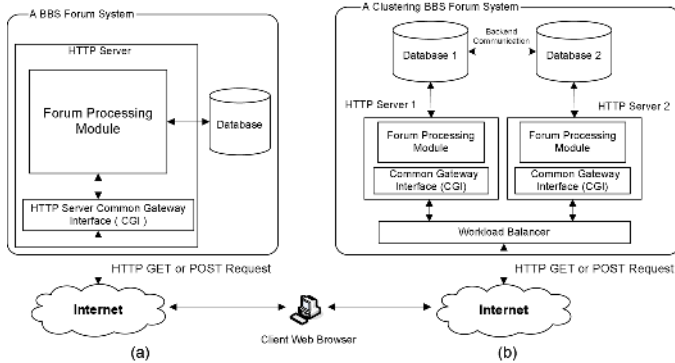 A BBS Forum System
HTTP Server
Forum Processing
Module
Database
HTTP Server Common Gateway
Interface ( CGI )
HTTP GET or POST Request
Internet
(a)
Client Web Browser
A Clustering BBS Forum System
Database 1
Backend
Communication
Database 2
HTTP Server 1
HTTP Server 2
Forum Processing
Module
Common Gateway
Interface (CGI)
Forum Processing
Module
Common Gateway
Interface (CGI)
Workload Balancer
HTTP GET or POST Request
Internet
(b)